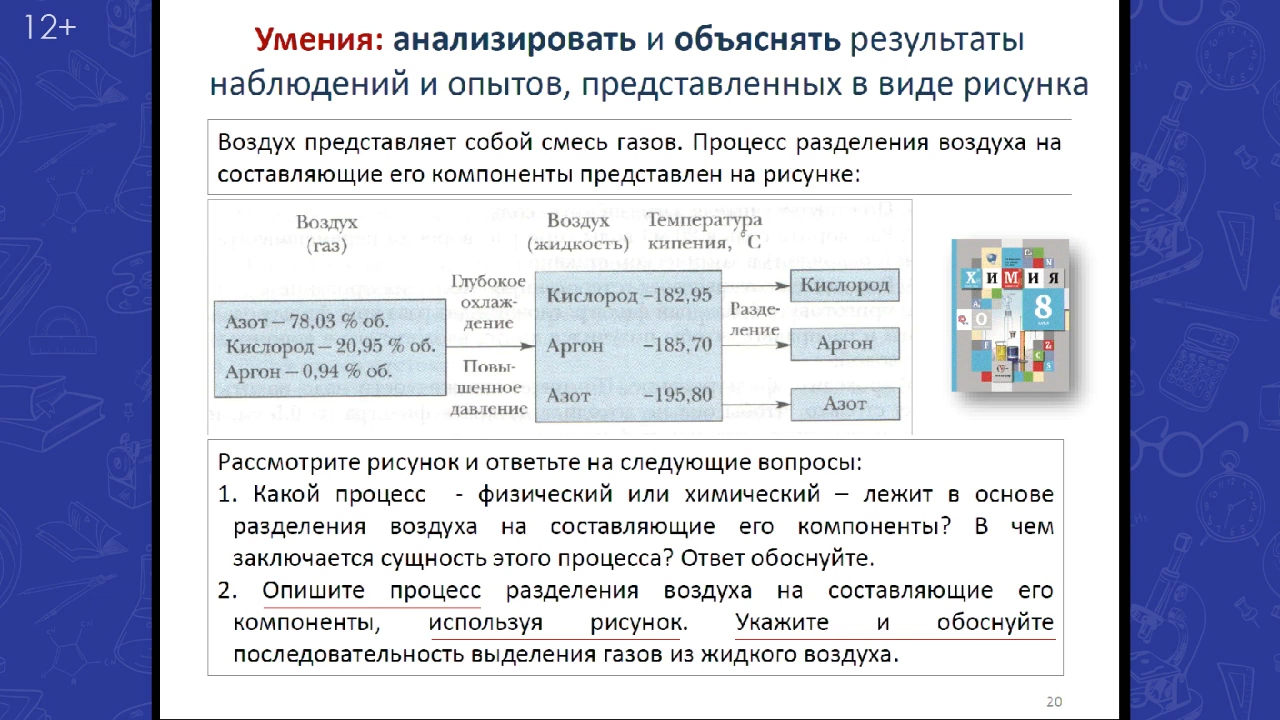 12+
Умения: анализировать и объяснять результаты
наблюдений и опытов, представленных в виде рисунка
Воздух представляет собой смесь газов. Процесс разделения воздуха на
составляющие его компоненты представлен на рисунке:
Воздух
(газ)
Воздух
(жидкость)
Температура
кипения, °C
Азот – 78,03 % об.
Кислород – 20,95 % об.
Аргон – 0,94 % об.
Глубокое
охлаж-
дение
Повы-
шенное
давление
Кислород –182,95
Аргон –185,70
Азот –195,80
Разде-
ление
Кислород
Аргон
Азот
ХИМИЯ
8
Рассмотрите рисунок и ответьте на следующие вопросы:
1. Какой процесс - физический или химический – лежит в основе
разделения воздуха на составляющие его компоненты? В чем
заключается сущность этого процесса? Ответ обоснуйте.
2. Опишите процесс разделения воздуха на составляющие его
компоненты, используя рисунок. Укажите и обоснуйте
последовательность выделения газов из жидкого воздуха.
20